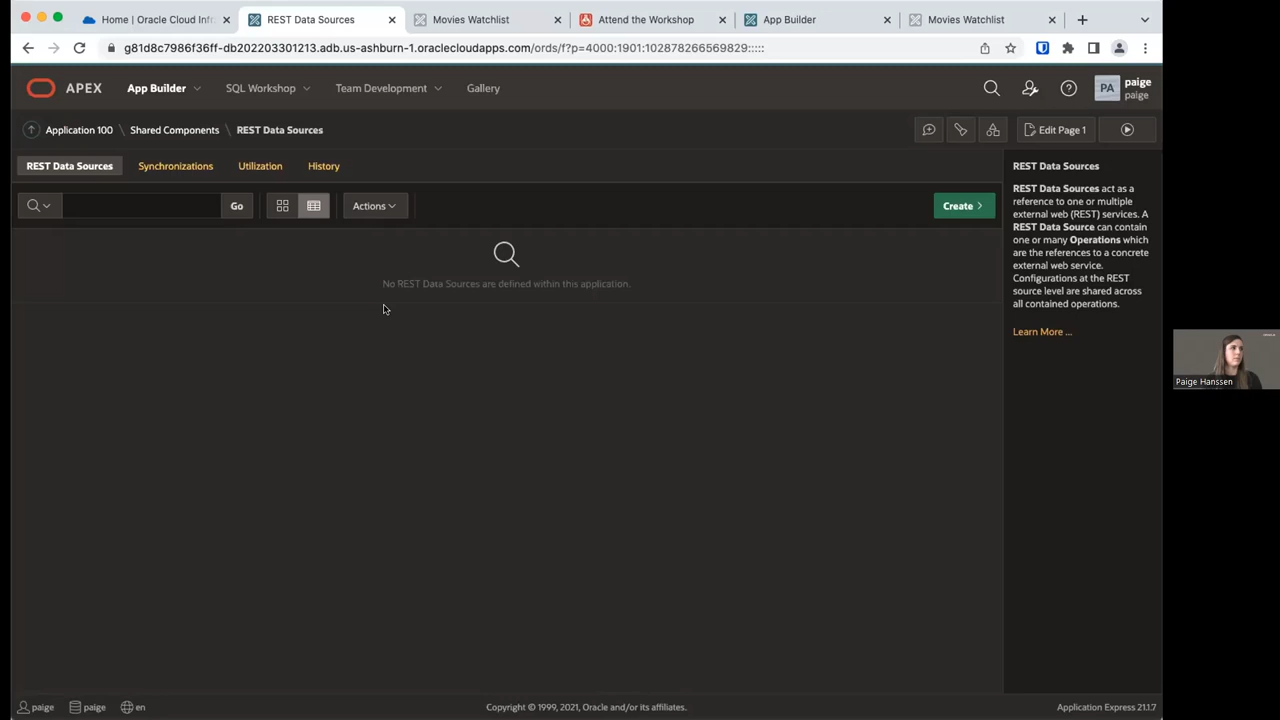 Home | Oracle Cloud Info
REST Data Sources
Movies Watchlist
Attend the Workshop
App Builder
Movies Watchlist
g81d8c7986f36ff-db202203301213.adb.us-ashburn-1.oraclecloudapps.com/ords/f?p=4000:1901:102878266569829:::::
APEX
App Builder
SQL Workshop
Team Development
Gallery
PA
paige
paige
Application 100 \ Shared Components \ REST Data Sources
Edit Page 1
REST Data Sources
Synchronizations
Utilization
History
Go
Actions
Create
No REST Data Sources are defined within this application.
REST Data Sources
REST Data Sources act as a
reference to one or multiple
external web (REST) services. A
REST Data Source can contain
one or many Operations which
are the references to a concrete
external web service.
Configurations at the REST
source level are shared across
all contained operations.
Learn More ...
Paige Hanssen
paige
paige
en
Copyright © 1999, 2021, Oracle and/or its affiliates.
Application Express 21.1.7